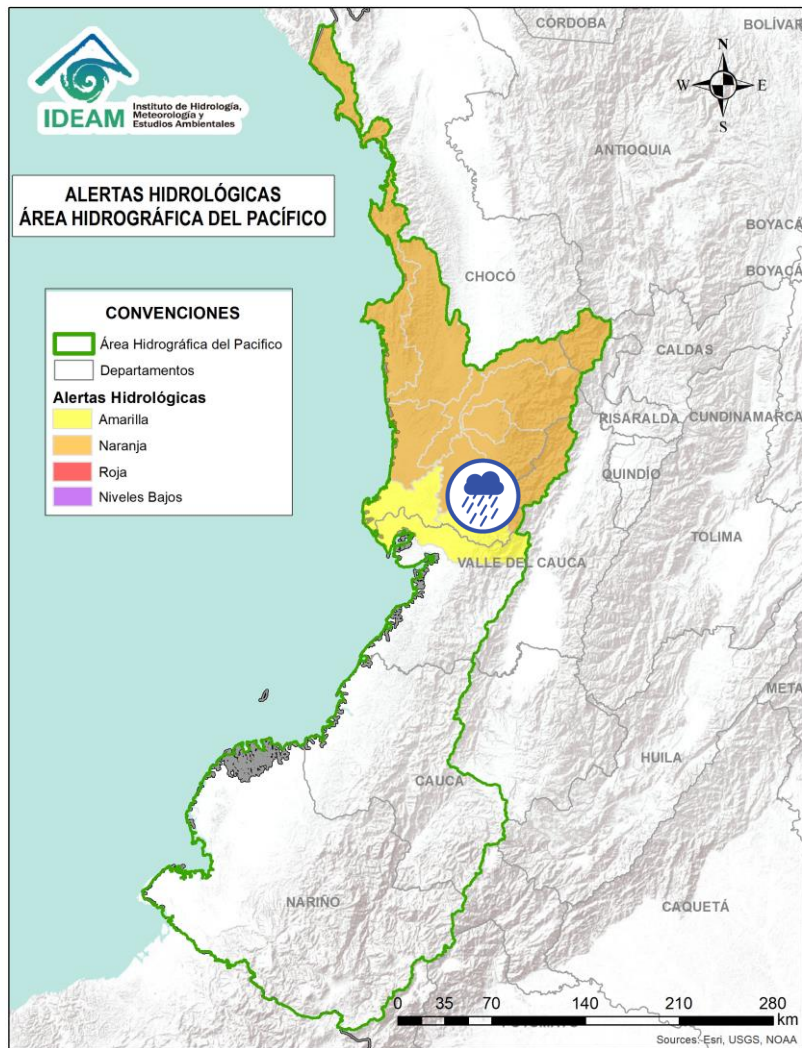 IDEAM
Instituto de Hidrología,
Meteorología y
Estudios Ambientales
ALERTAS HIDROLÓGICAS
ÁREA HIDROGRÁFICA DEL PACÍFICO
CONVENCIONES
Área Hidrográfica del Pacifico
Departamentos
Alertas Hidrológicas
Amarilla
Naranja
Roja
Niveles Bajos
N
W E
S
CÓRDOBA
BOLÍVAR
ANTIOQUIA
BOYACÁ
BOYACÁ
CHOCÓ
CALDAS
RISARALDA
CUNDINAMARCA
QUINDÍO
TOLIMA
VALLE DEL CAUCA
META
HUILA
CAUCA
NARIÑO
CAQUETÁ
0 35 70 140 210 280
km
Sources: Esri, USGS, NOAA